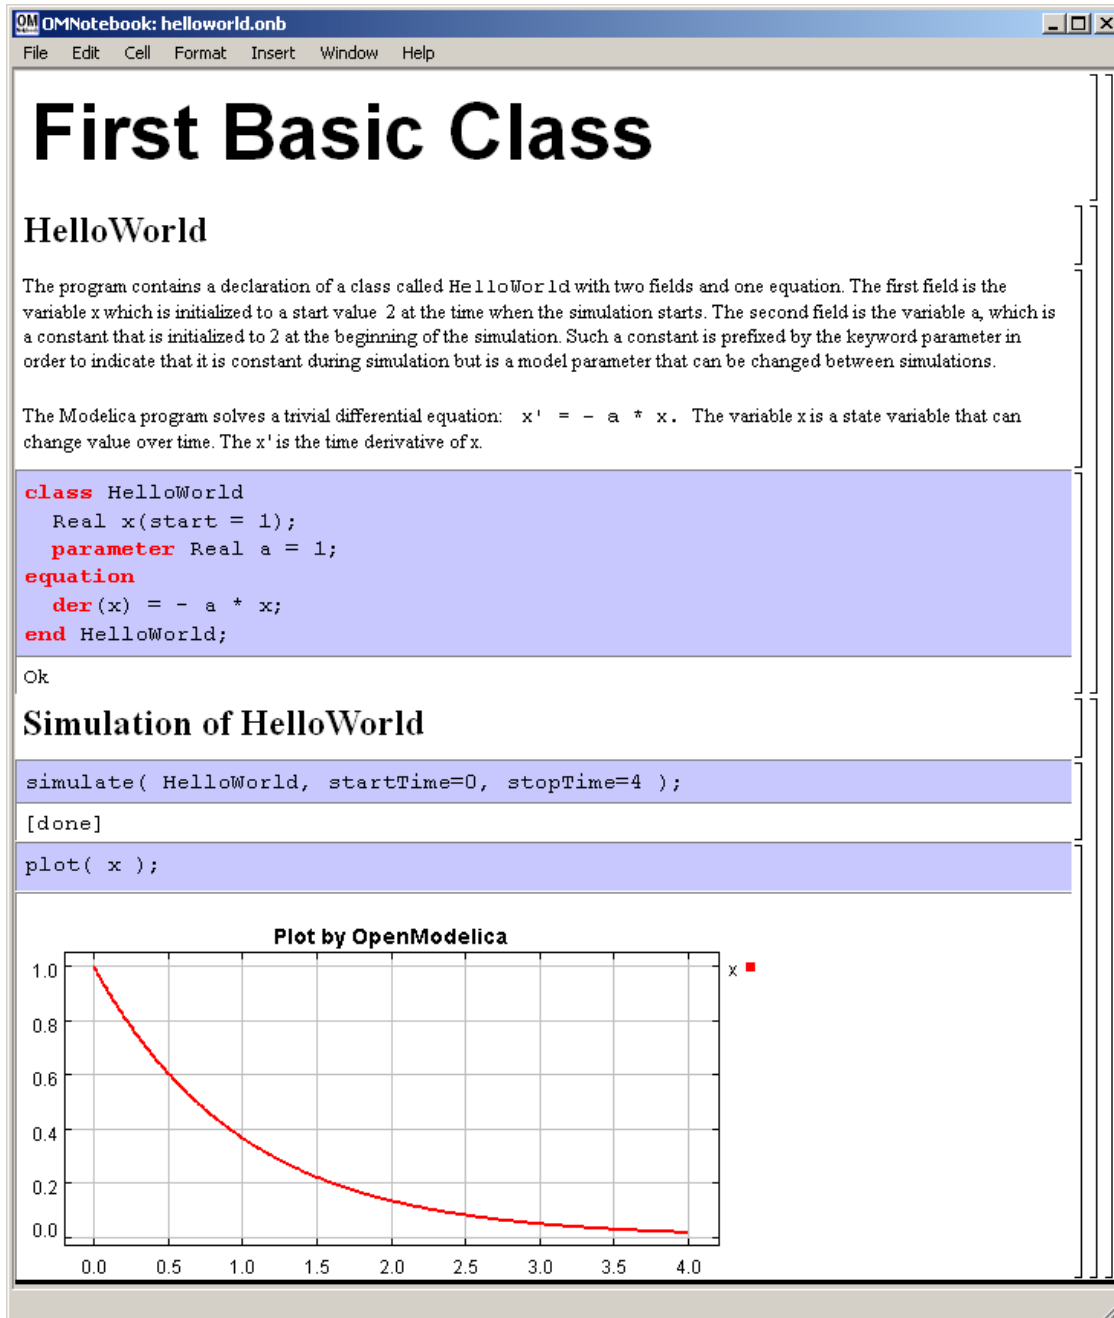 OMNotebook: helloworld.onb
File Edit Cell Format Insert Window Help
First Basic Class
HelloWorld
The program contains a declaration of a class called HelloWorld with two fields and one equation. The first field is the
variable x which is initialized to a start value 2 at the time when the simulation starts. The second field is the variable a, which is
a constant that is initialized to 2 at the beginning of the simulation. Such a constant is prefixed by the keyword parameter in
order to indicate that it is constant during simulation but is a model parameter that can be changed between simulations.
The Modelica program solves a trivial differential equation: x' = - a * x. The variable x is a state variable that can
change value over time. The x' is the time derivative of x.
class HelloWorld
Real x(start = 1);
parameter Real a = 1;
equation
der(x) = - a * x;
end HelloWorld;
Ok
Simulation of HelloWorld
simulate( HelloWorld, startTime=0, stopTime=4 );
[done]
plot( x );
Plot by OpenModelica
x
1.0
0.8
0.6
0.4
0.2
0.0
0.0 0.5 1.0 1.5 2.0 2.5 3.0 3.5 4.0